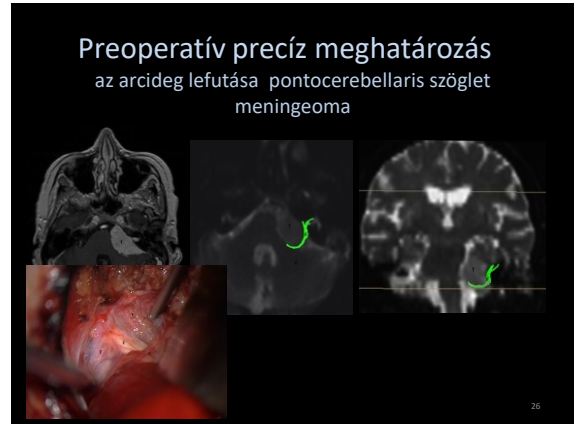 Preoperatív precíz meghatározás
az arcideg lefutása pontocerebellaris szöglet
meningeoma
26